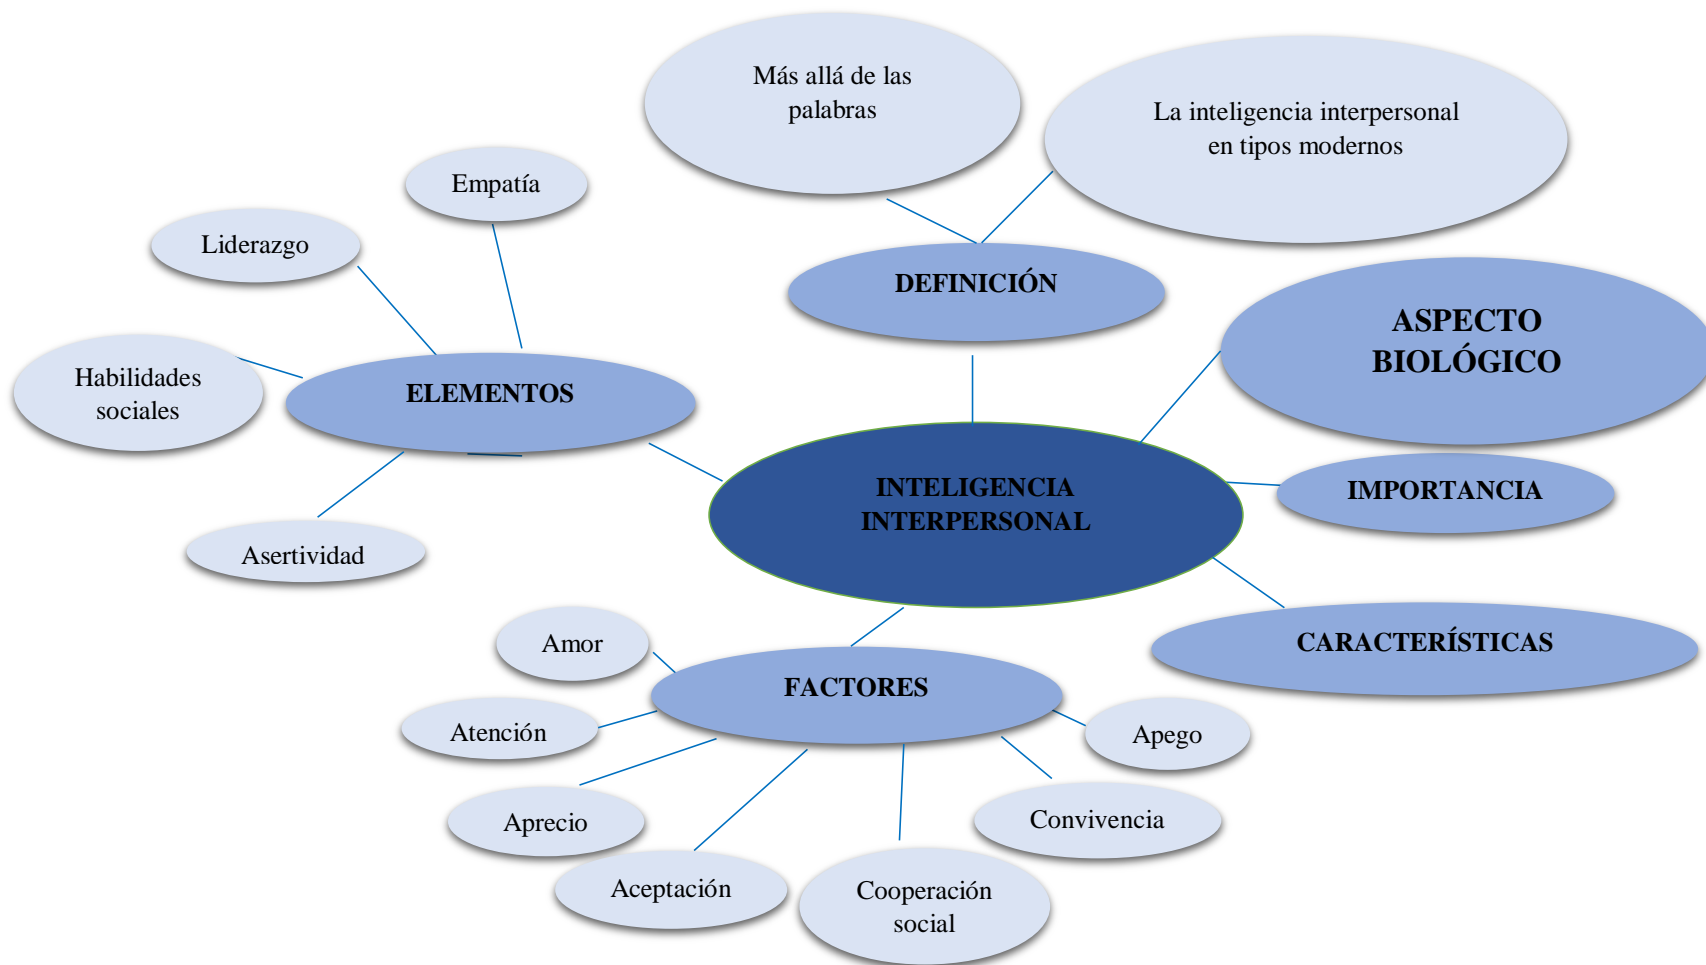 Más allá de las
palabras
La inteligencia interpersonal
en tipos modernos
Empatía
Liderazgo
DEFINICIÓN
ASPECTO
BIOLÓGICO
Habilidades
sociales
ELEMENTOS
INTELIGENCIA
INTERPERSONAL
IMPORTANCIA
Asertividad
CARACTERÍSTICAS
Amor
FACTORES
Atención
Apego
Aprecio
Convivencia
Aceptación
Cooperación
social